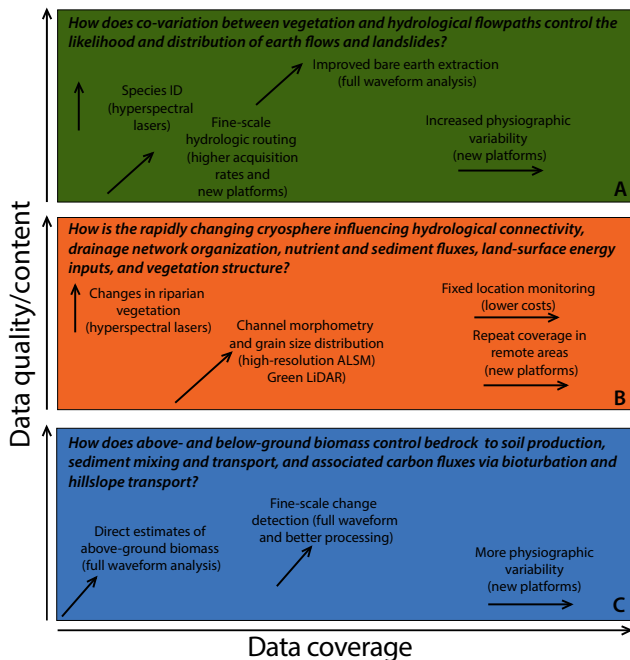 How does co-variation between vegetation and hydrological flowpaths control the
likelihood and distribution of earth flows and landslides?
Improved bare earth extraction
(full waveform analysis)
Species ID
(hyperspectral
lasers)
Fine-scale
hydrologic routing
(higher acquisition
rates and
new platforms)
Increased physiographic
variability
(new platforms)
A
How is the rapidly changing cryosphere influencing hydrological connectivity,
drainage network organization, nutrient and sediment fluxes, land-surface energy
inputs, and vegetation structure?
Changes in riparian
vegetation
(hyperspectral lasers)
Channel morphometry
and grain size distribution
(high-resolution ALSM)
Green LiDAR)
Fixed location monitoring
(lower costs)
Repeat coverage in
remote areas
(new platforms)
B
How does above- and below-ground biomass control bedrock to soil production,
sediment mixing and transport, and associated carbon fluxes via bioturbation and
hillslope transport?
Direct estimates of
above-ground biomass
(full waveform analysis)
Fine-scale change
detection (full waveform
and better processing)
More physiographic
variability
(new platforms)
C
Data quality/content
Data coverage